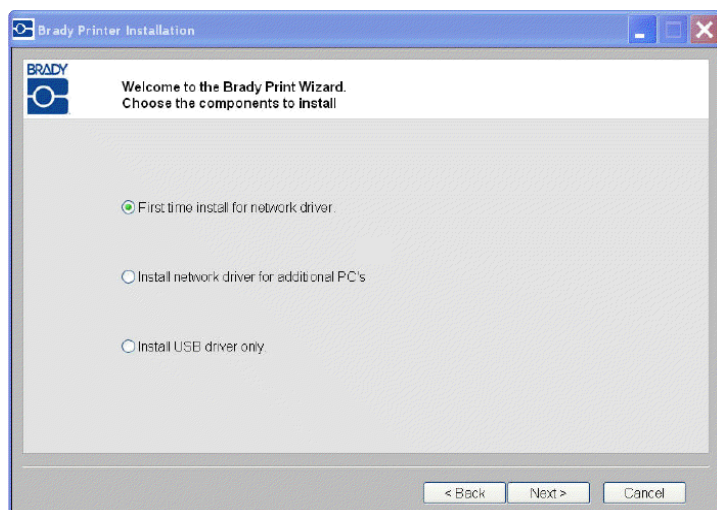 Brady Printer Installation
BRADY
Welcome to the Brady Print Wizard.
Choose the components to install
First time install for network driver.
Install network driver for additional PC's
Install USB driver only.
< Back
Next >
Cancel